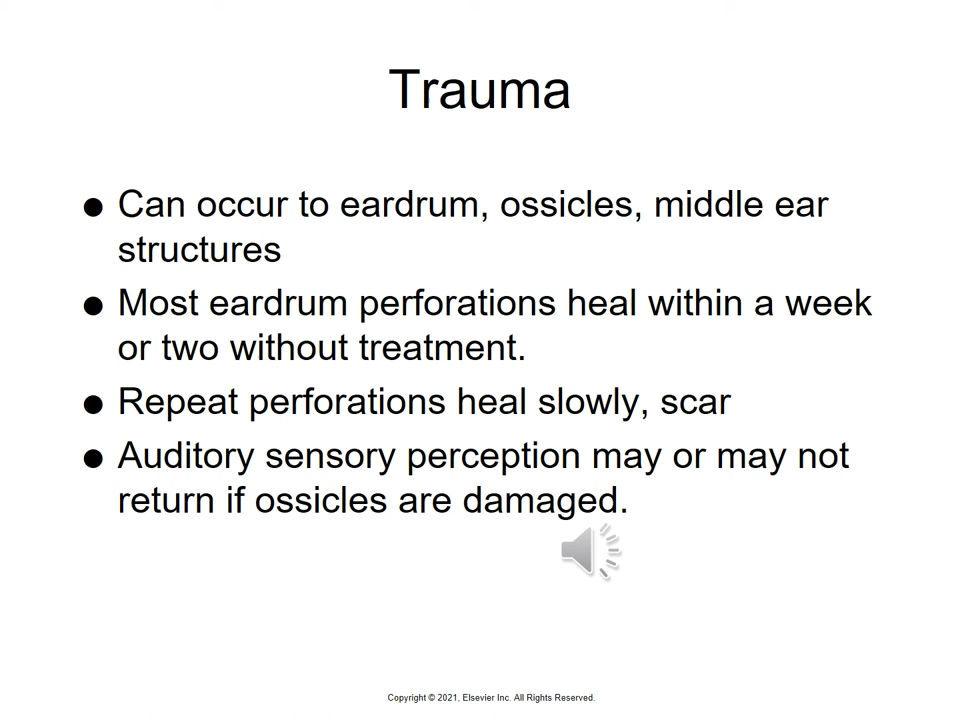 Trauma
● Can occur to eardrum, ossicles, middle ear
structures
● Most eardrum perforations heal within a week
or two without treatment.
● Repeat perforations heal slowly, scar
● Auditory sensory perception may or may not
return if ossicles are damaged.
Copyright © 2021, Elsevier Inc. All Rights Reserved.